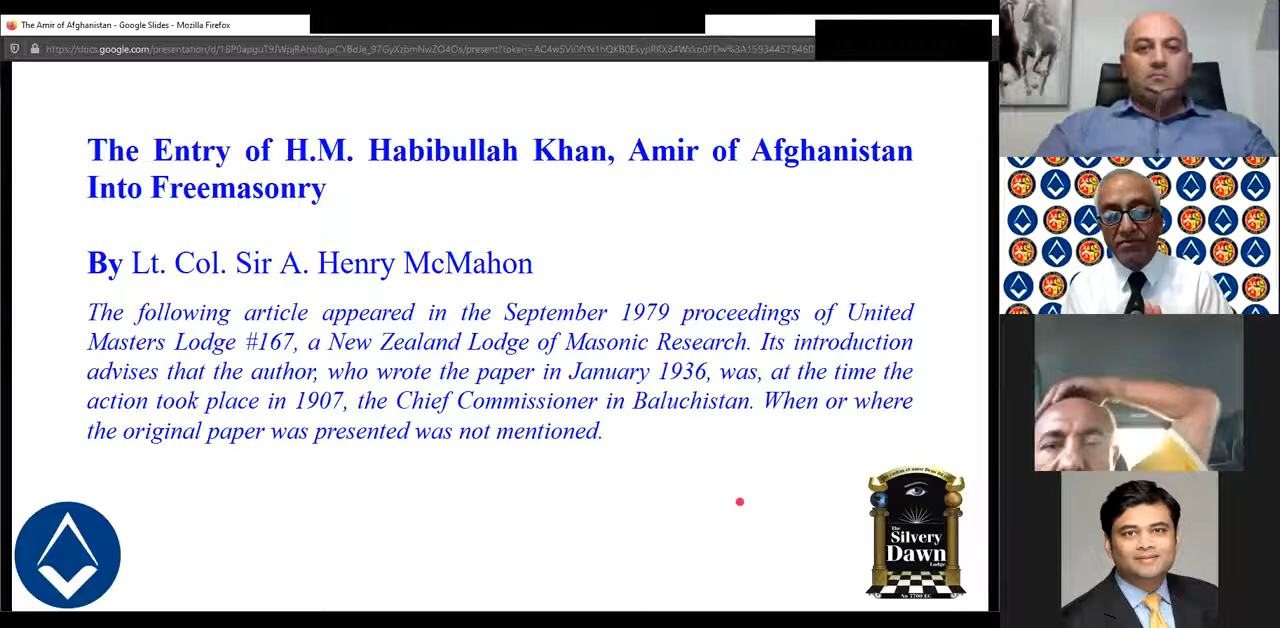 The Amir of Afghanistan - Google Slides - Mozilla Firefox
The Entry of H.M. Habibullah Khan, Amir of Afghanistan
Into Freemasonry
By Lt. Col. Sir A. Henry McMahon
The following article appeared in the September 1979 proceedings of United
Masters Lodge #167, a New Zealand Lodge of Masonic Research. Its introduction
advises that the author, who wrote the paper in January 1936, was, at the time the
action took place in 1907, the Chief Commissioner in Baluchistan. When or where
the original paper was presented was not mentioned.
The
Silvery
Dawn
Lodge
No 7700 EC